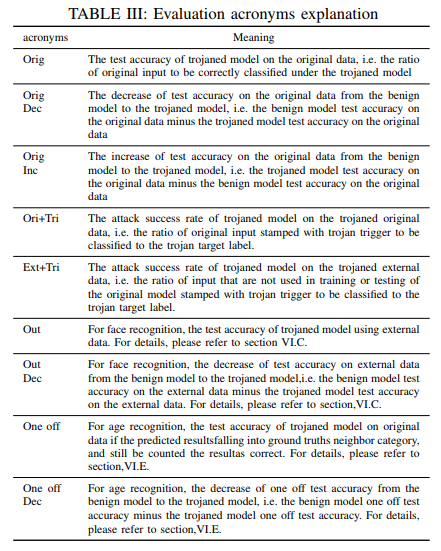 TABLE III: Evaluation acronyms explanation
acronyms Meaning
Orig The test accuracy of trojaned model on the original data, i.e. the ratio
of original input to be correctly classified under the trojaned model
Orig The decrease of test accuracy on the original data from the benign
Dec model to the trojaned model, i.e. the benign model test accuracy on
the original data minus the trojaned model test accuracy on the original
data
Orig The increase of test accuracy on the original data from the benign
Inc model to the trojaned model, i.e. the trojaned model test accuracy on
the original data minus the benign model test accuracy on the original
data
Ori+Tri The attack success rate of trojaned model on the trojaned original
data, i.e. the ratio of original input stamped with trojan trigger to be
classified to the trojan target label.
Ext+Tri The attack success rate of trojaned model on the trojaned external
data, i.e. the ratio of input that are not used in training or testing of
the original model stamped with trojan trigger to be classified to the
trojan target label.
Out For face recognition, the test accuracy of trojaned model using external
data. For details, please refer to section VI.C.
Out For face recognition, the decrease of test accuracy on external data
Dec from the benign model to the trojaned model,i.e. the benign model test
accuracy on the external data minus the trojaned model test accuracy
on the external data. For details, please refer to section,VI.C.
One off For age recognition, the test accuracy of trojaned model on original
data if the predicted resultsfalling into ground truths neighbor category,
and still be counted the resultas correct. For details, please refer to
section,VI.E.
One off For age recognition, the decrease of one off test accuracy from the
Dec benign model to the trojaned model, i.e. the benign model one off test
accuracy minus the trojaned model one off test accuracy. For details,
please refer to section,VI.E.